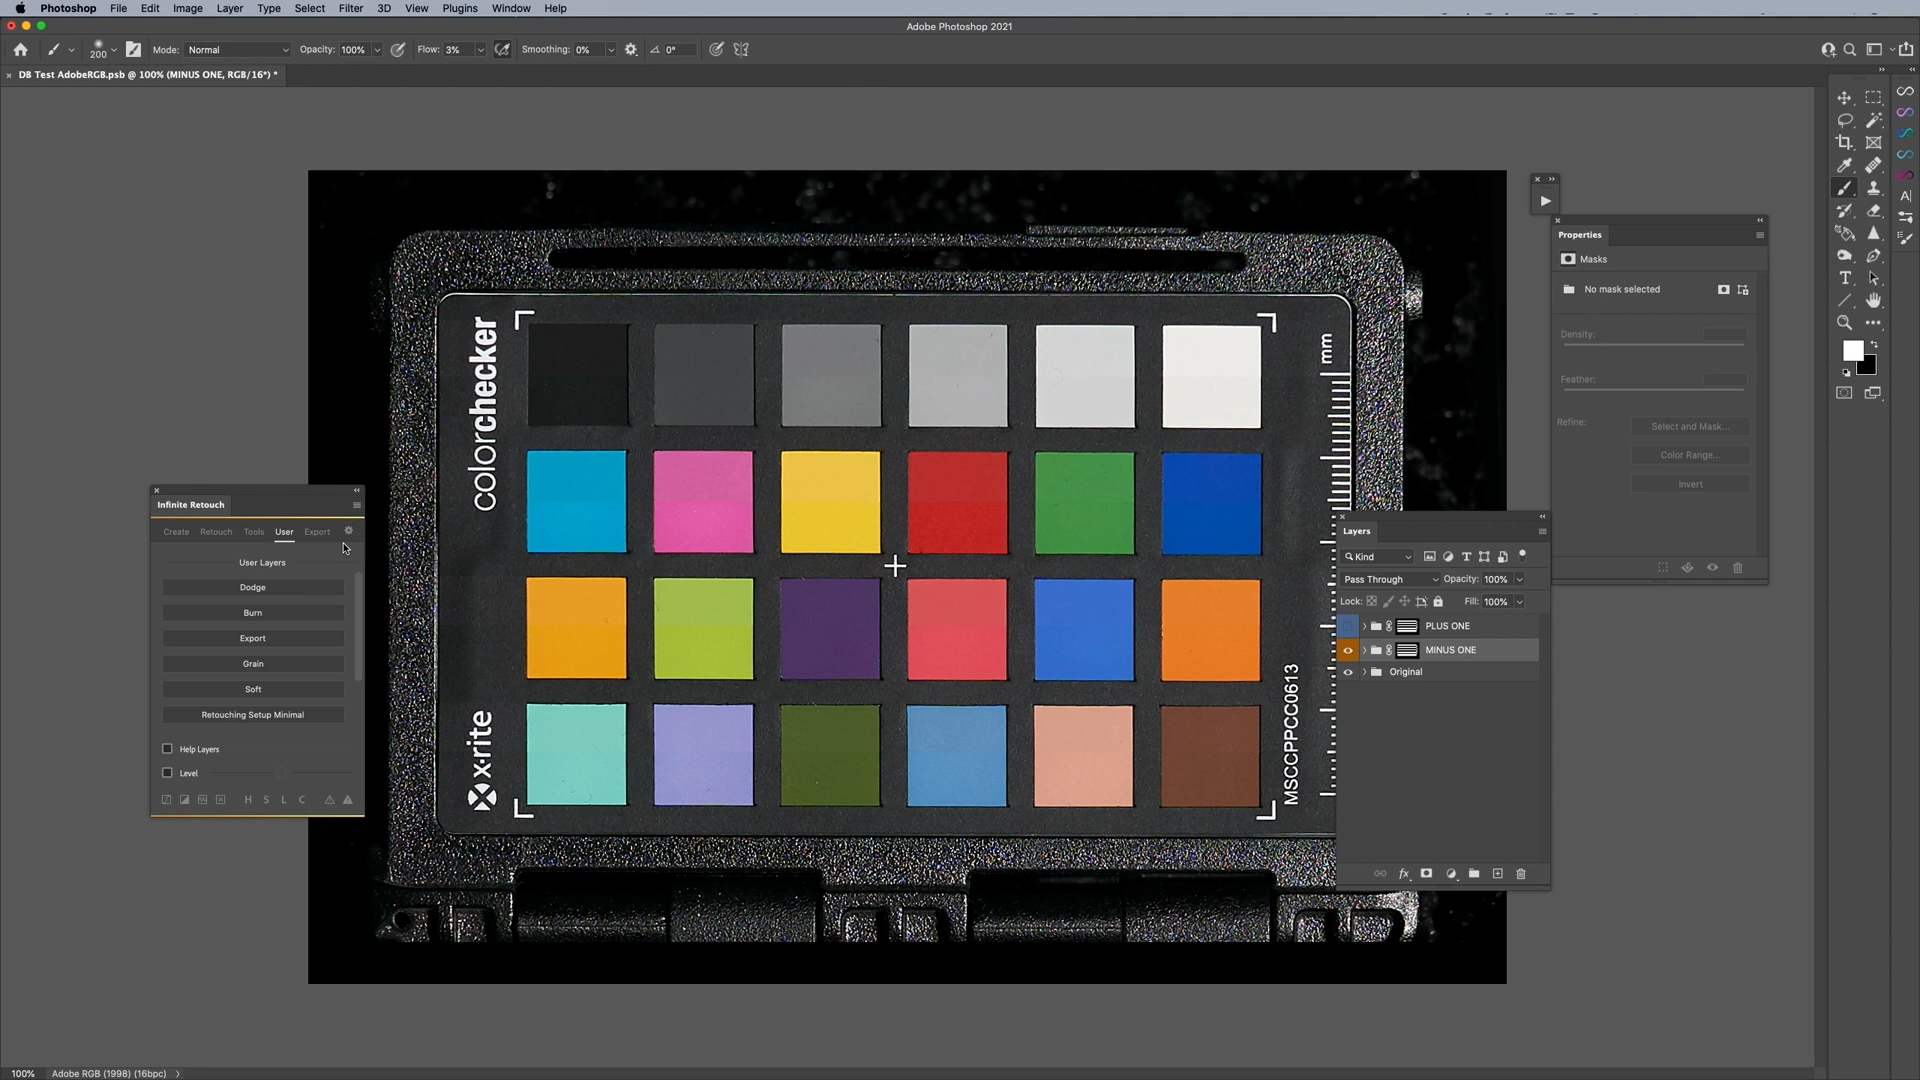 Photoshop File Edit Image Layer Type Select Filter 3D View Plugins Window Help
Adobe Photoshop 2021
200 Mode: Normal Opacity: 100% Flow: 3% Smoothing: 0% 0°
DB Test AdobeRGB.psb @ 100% (MINUS ONE, RGB/16*) *
colorchecker
x-rite
mm
MSCCPPCC0613
Infinite Retouch
Create Retouch Tools User Export
User Layers
Dodge
Burn
Export
Grain
Soft
Retouching Setup Minimal
Help Layers
Level
H S L C
Properties
Masks
No mask selected
Density:
Feather:
Refine:
Select and Mask...
Color Range...
Invert
Layers
Kind
Pass Through Opacity: 100%
Lock: Fill: 100%
PLUS ONE
MINUS ONE
Original
100% Adobe RGB (1998) (16bpc)